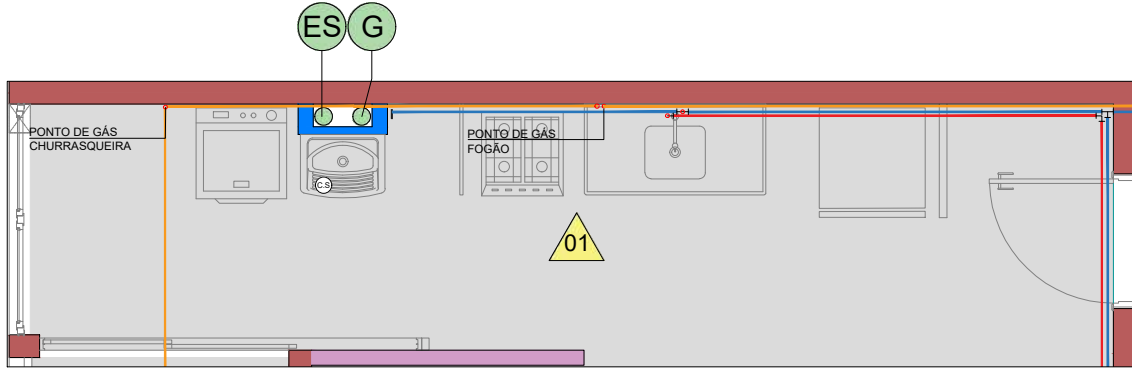 ES
G
PONTO DE GÁS
CHURRASQUEIRA
PONTO DE GÁS
FOGÃO
C.S
01